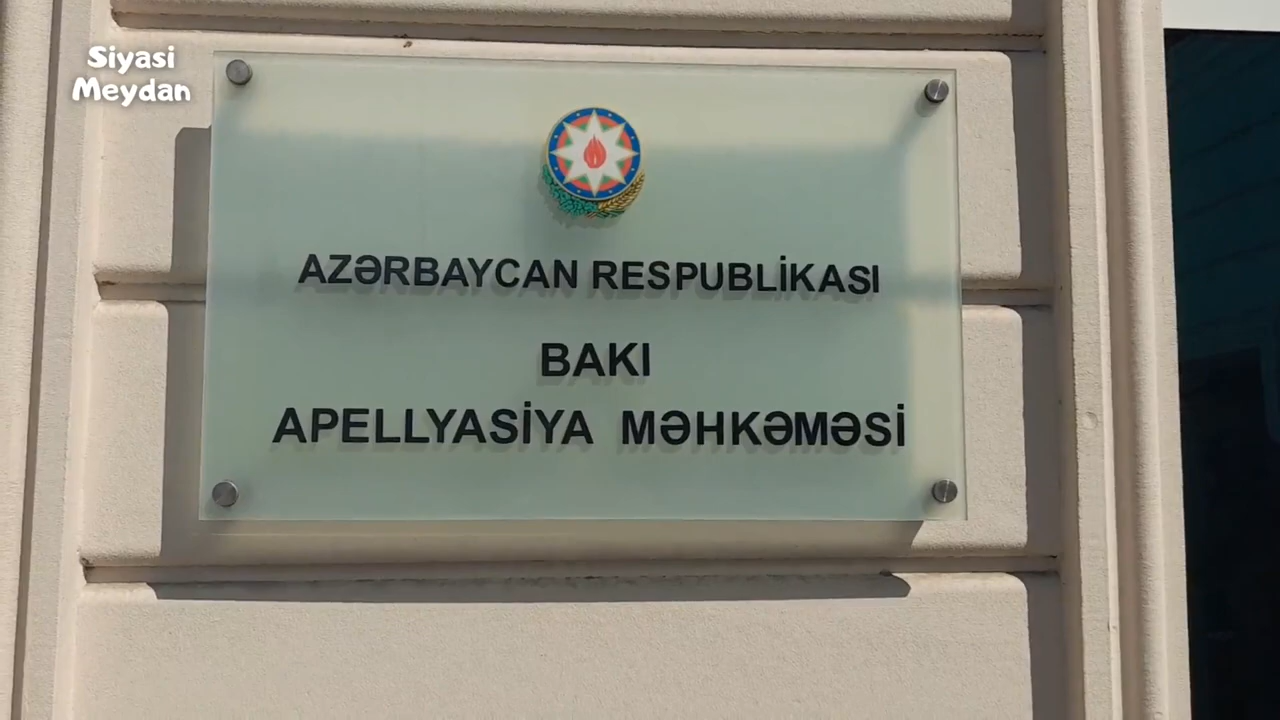 Siyasi
Meydan
AZƏRBAYCAN RESPUBLİKASI
BAKI
APELLYASİYA MƏHKƏMƏSİ